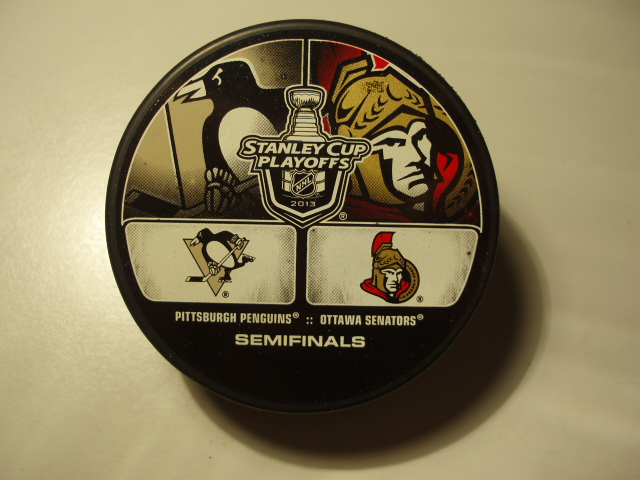 STANLEY CUP
PLAYOFFS
NHL
2013
®
® ®
PITTSBURGH PENGUINS® :: OTTAWA SENATORS®
SEMIFINALS